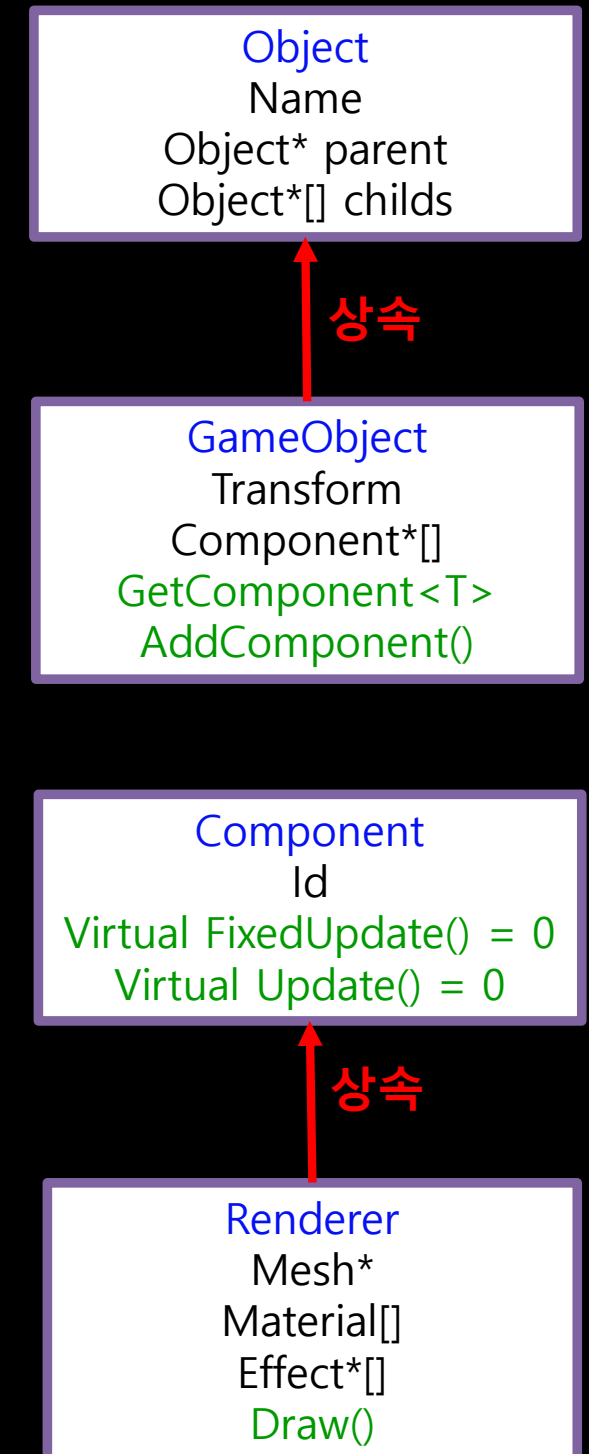 Object
Name
Object* parent
Object*[] childs
상속
GameObject
Transform
Component*[]
GetComponent<T>
AddComponent()
Component
Id
Virtual FixedUpdate() = 0
Virtual Update() = 0
상속
Renderer
Mesh*
Material[]
Effect*[]
Draw()